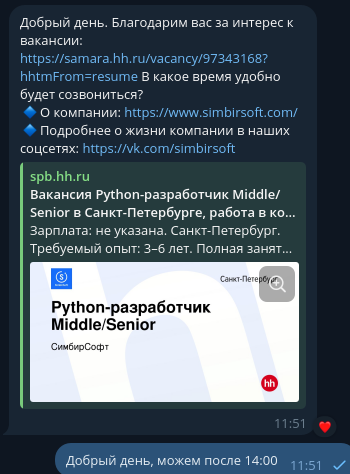 Добрый день. Благодарим вас за интерес к
вакансии:
https://samara.hh.ru/vacancy/97343168?
hhtmFrom=resume В какое время удобно
будет созвониться?
🔷 О компании: https://www.simbirsoft.com/
🔷 Подробнее о жизни компании в наших
соцсетях: https://vk.com/simbirsoft
spb.hh.ru
Вакансия Python-разработчик Middle/
Senior в Санкт-Петербурге, работа в ко...
Зарплата: не указана. Санкт-Петербург.
Требуемый опыт: 3–6 лет. Полная занят...
Санкт-Петербург
Python-разработчик
Middle/Senior
СимбирСофт
hh
11:51
Добрый день, можем после 14:00
11:51